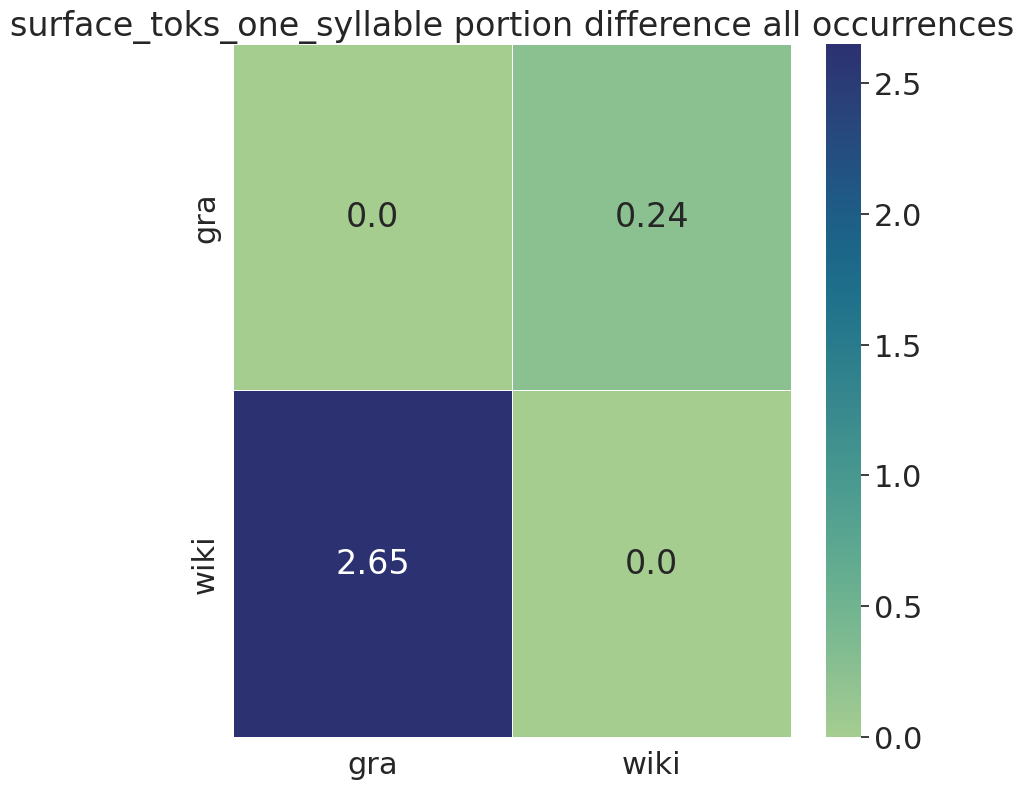 surface_toks_one_syllable portion difference all occurrences
gra
0.0
0.24
wiki
2.65
0.0
gra
wiki
2.5
2.0
1.5
1.0
0.5
0.0